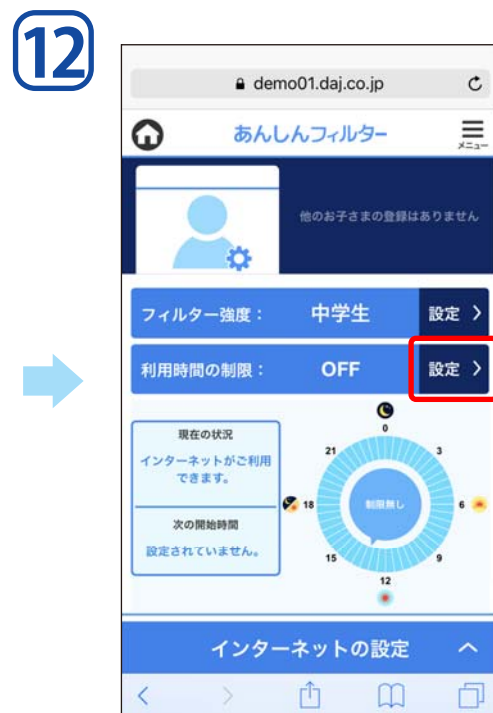 12
demo01.daj.co.jp
あんしんフィルター
メニュー
他のお子さまの登録はありません
フィルター強度： 中学生 設定
利用時間の制限： OFF 設定
現在の状況
インターネットがご利用
できます。
次の開始時間
設定されていません。
0
3
6
9
12
15
18
21
制限無し
インターネットの設定